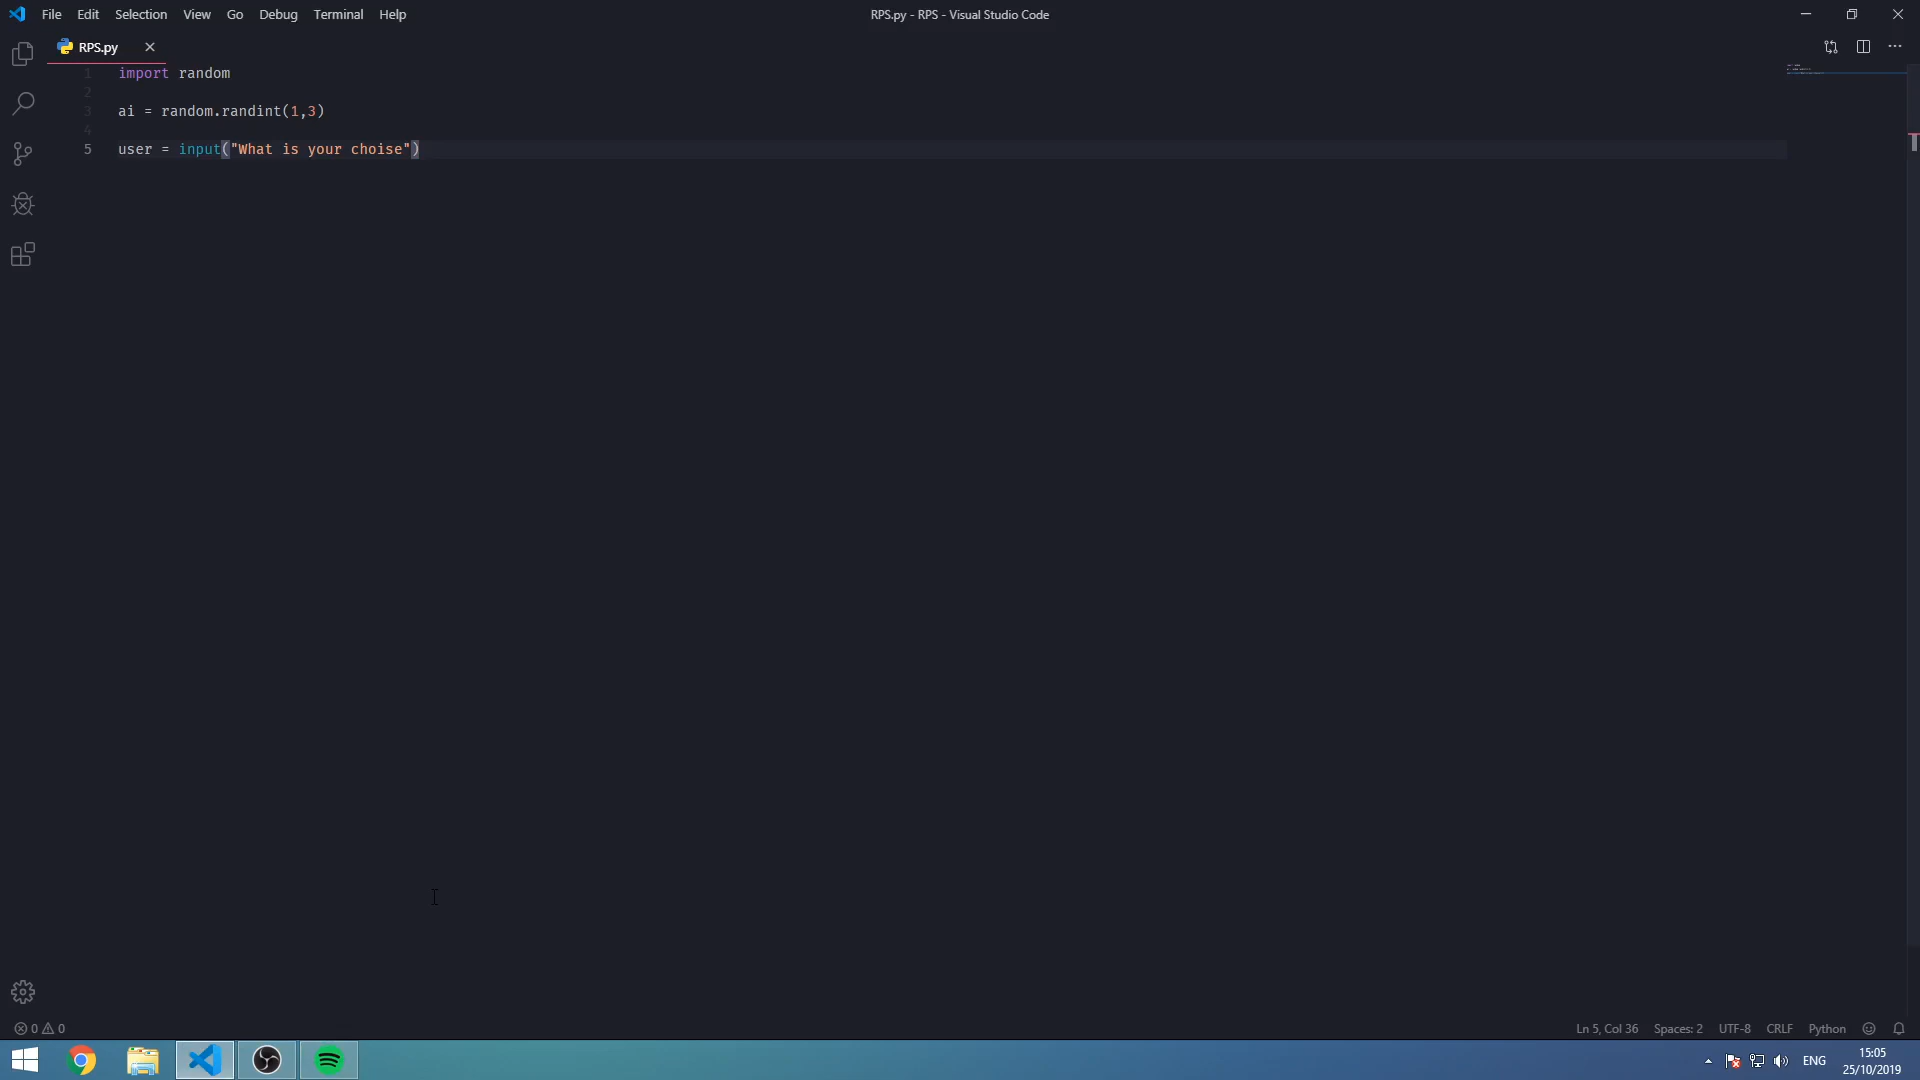 File Edit Selection View Go Debug Terminal Help RPS.py - RPS - Visual Studio Code
RPS.py
1 import random
2
3 ai = random.randint(1,3)
4
5 user = input("What is your choise")
0 0 Ln 5, Col 36 Spaces: 2 UTF-8 CRLF Python
ENG 15:05
25/10/2019